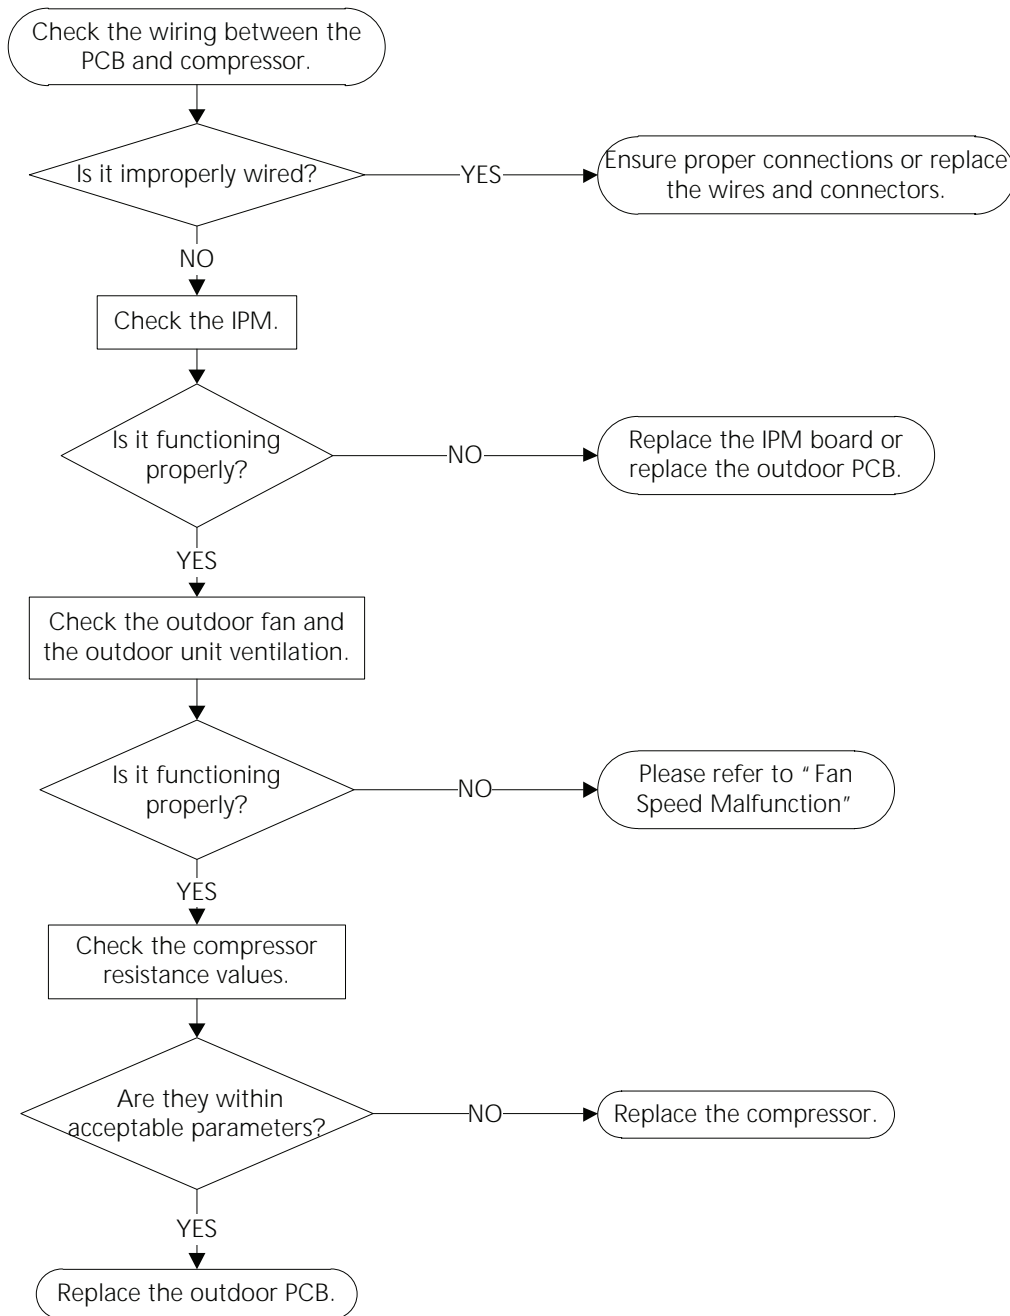 Check the wiring between the
PCB and compressor.
Is it improperly wired?
YES
Ensure proper connections or replace
the wires and connectors.
NO
Check the IPM.
Is it functioning
properly?
NO
Replace the IPM board or
replace the outdoor PCB.
YES
Check the outdoor fan and
the outdoor unit ventilation.
Is it functioning
properly?
NO
Please refer to “ Fan
Speed Malfunction”
YES
Check the compressor
resistance values.
Are they within
acceptable parameters?
NO
Replace the compressor.
YES
Replace the outdoor PCB.